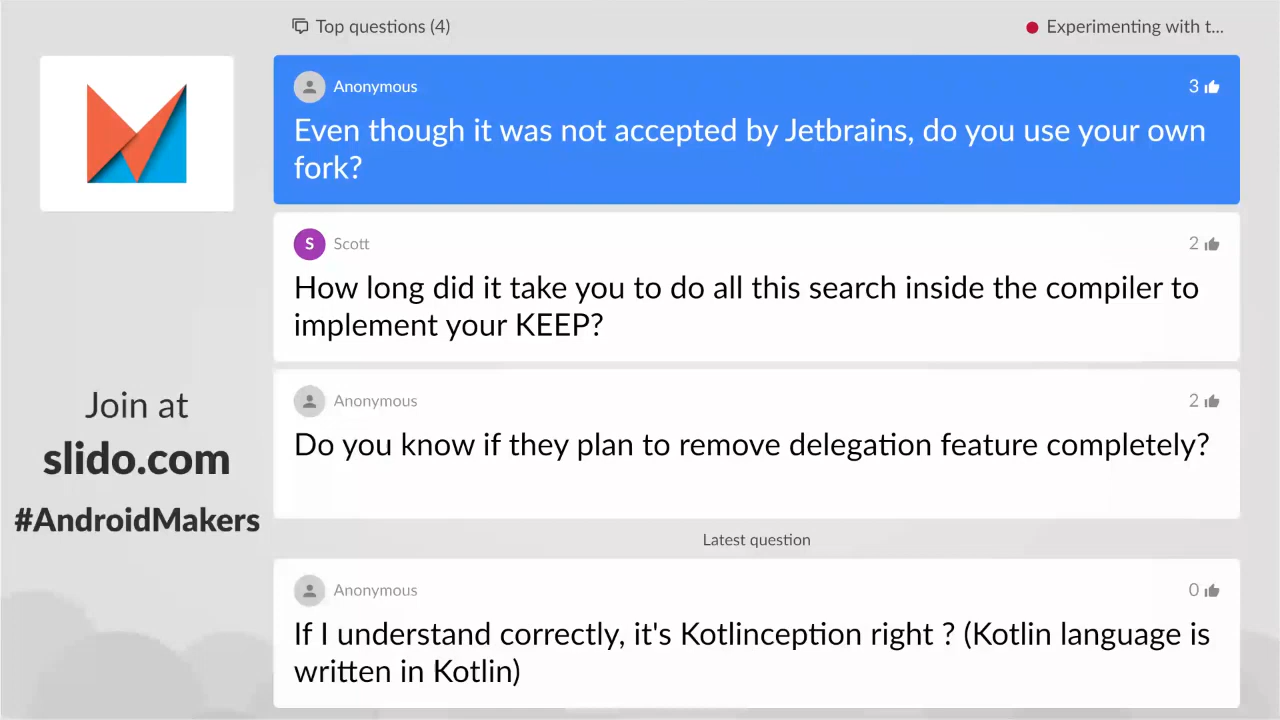 Top questions (4)
Experimenting with t...
Anonymous
3
Even though it was not accepted by Jetbrains, do you use your own
fork?
S
Scott
2
How long did it take you to do all this search inside the compiler to
implement your KEEP?
Anonymous
2
Do you know if they plan to remove delegation feature completely?
Join at
slido.com
#AndroidMakers
Latest question
Anonymous
0
If I understand correctly, it's Kotlinception right ? (Kotlin language is
written in Kotlin)